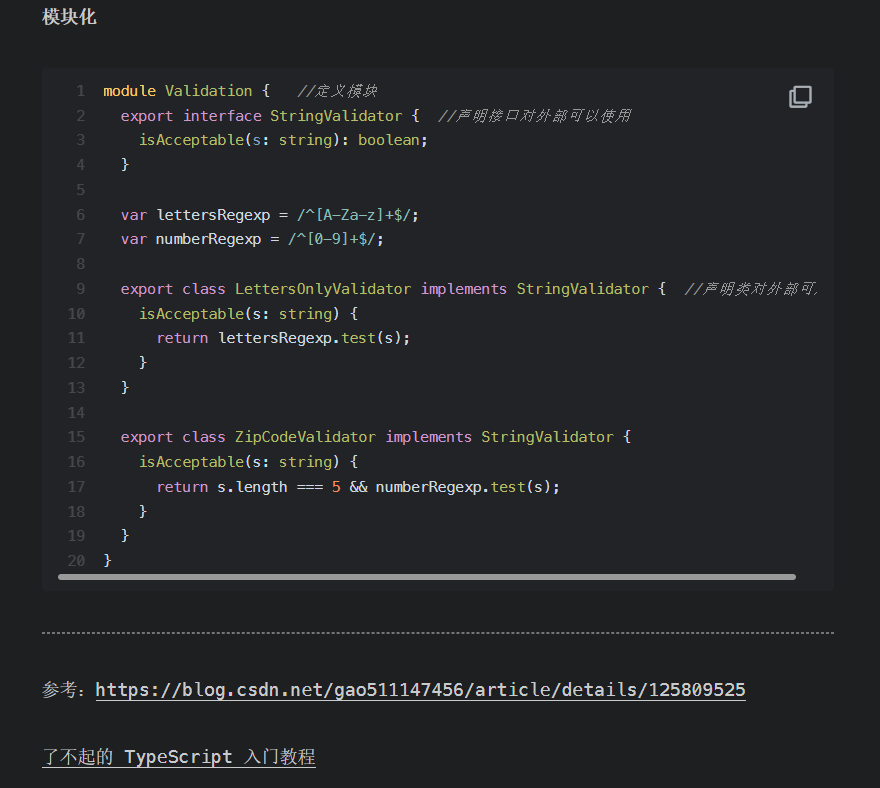 模块化
1 module Validation {   //定义模块
2   export interface StringValidator {  //声明接口对外部可以使用
3     isAcceptable(s: string): boolean;
4   }
5
6   var lettersRegexp = /^[A-Za-z]+$/;
7   var numberRegexp = /^[0-9]+$/;
8
9   export class LettersOnlyValidator implements StringValidator {  //声明类对外部可
10     isAcceptable(s: string) {
11       return lettersRegexp.test(s);
12     }
13   }
14
15   export class ZipCodeValidator implements StringValidator {
16     isAcceptable(s: string) {
17       return s.length === 5 && numberRegexp.test(s);
18     }
19   }
20 }
参考：https://blog.csdn.net/gao511147456/article/details/125809525
了不起的 TypeScript 入门教程